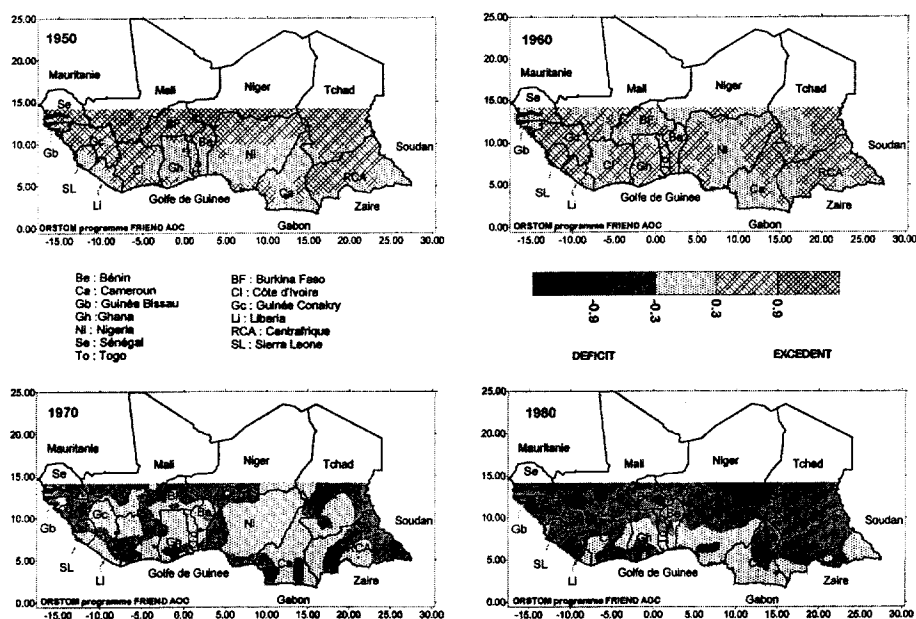 1950
Mauritanie
Mali
Niger
Tchad
Se
Gb
SL
Li
Gh
Ni
Ca
RCA
Soudan
Golfe de Guinee
Gabon
Zaire
ORSTOM programme FRIEND AOC
25.00
20.00
15.00
10.00
5.00
0.00
-15.00 -10.00 -5.00 0.00 5.00 10.00 15.00 20.00 25.00 30.00
1960
Mauritanie
Mali
Niger
Tchad
Se
BF
Be
Gb
SL
Li
CI
Gh
Ni
Ca
RCA
Soudan
Golfe de Guinee
Gabon
Zaire
ORSTOM programme FRIEND AOC
25.00
20.00
15.00
10.00
5.00
0.00
-15.00 -10.00 -5.00 0.00 5.00 10.00 15.00 20.00 25.00 30.00
Be : Bénin
Ca : Cameroun
Gb : Guinée Bissau
Gh : Ghana
Ni : Nigeria
Se : Sénégal
To : Togo
BF : Burkina Faso
CI : Côte d'Ivoire
Gc : Guinée Conakry
Li : Liberia
RCA : Centrafrique
SL : Sierra Leone
-0.9 -0.3 0.3 0.9
DEFICIT EXCEDENT
1970
Mauritanie
Mali
Niger
Tchad
Se
Gb
Gc
SL
Li
Be
Ni
Soudan
Golfe de Guinee
Gabon
Zaire
ORSTOM programme FRIEND AOC
25.00
20.00
15.00
10.00
5.00
0.00
-15.00 -10.00 -5.00 0.00 5.00 10.00 15.00 20.00 25.00 30.00
1980
Mauritanie
Mali
Niger
Tchad
Se
Gb
SL
Li
Soudan
Golfe de Guinee
Gabon
Zaire
ORSTOM programme FRIEND AOC
25.00
20.00
15.00
10.00
5.00
0.00
-15.00 -10.00 -5.00 0.00 5.00 10.00 15.00 20.00 25.00 30.00